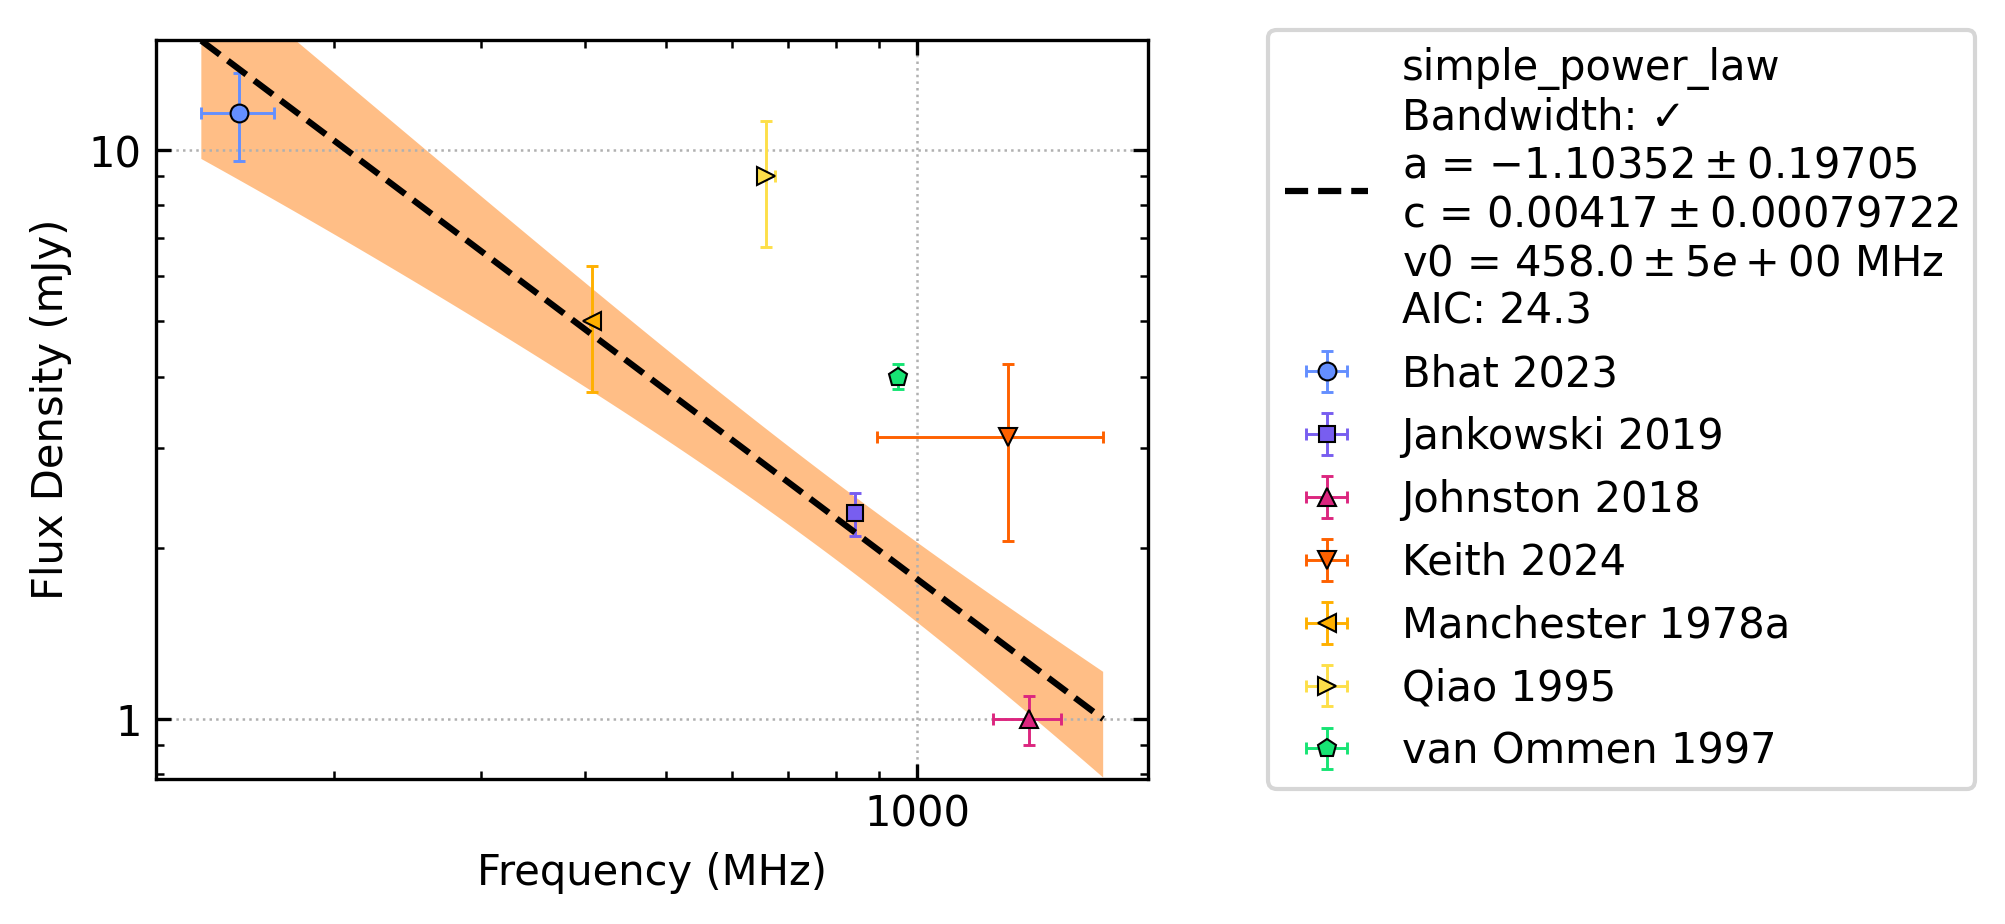 10
1
Flux Density (mJy)
1000
Frequency (MHz)
simple_power_law
Bandwidth: ✓
a = −1.10352 ± 0.19705
c = 0.00417 ± 0.00079722
v0 = 458.0 ± 5e + 00 MHz
AIC: 24.3
Bhat 2023
Jankowski 2019
Johnston 2018
Keith 2024
Manchester 1978a
Qiao 1995
van Ommen 1997